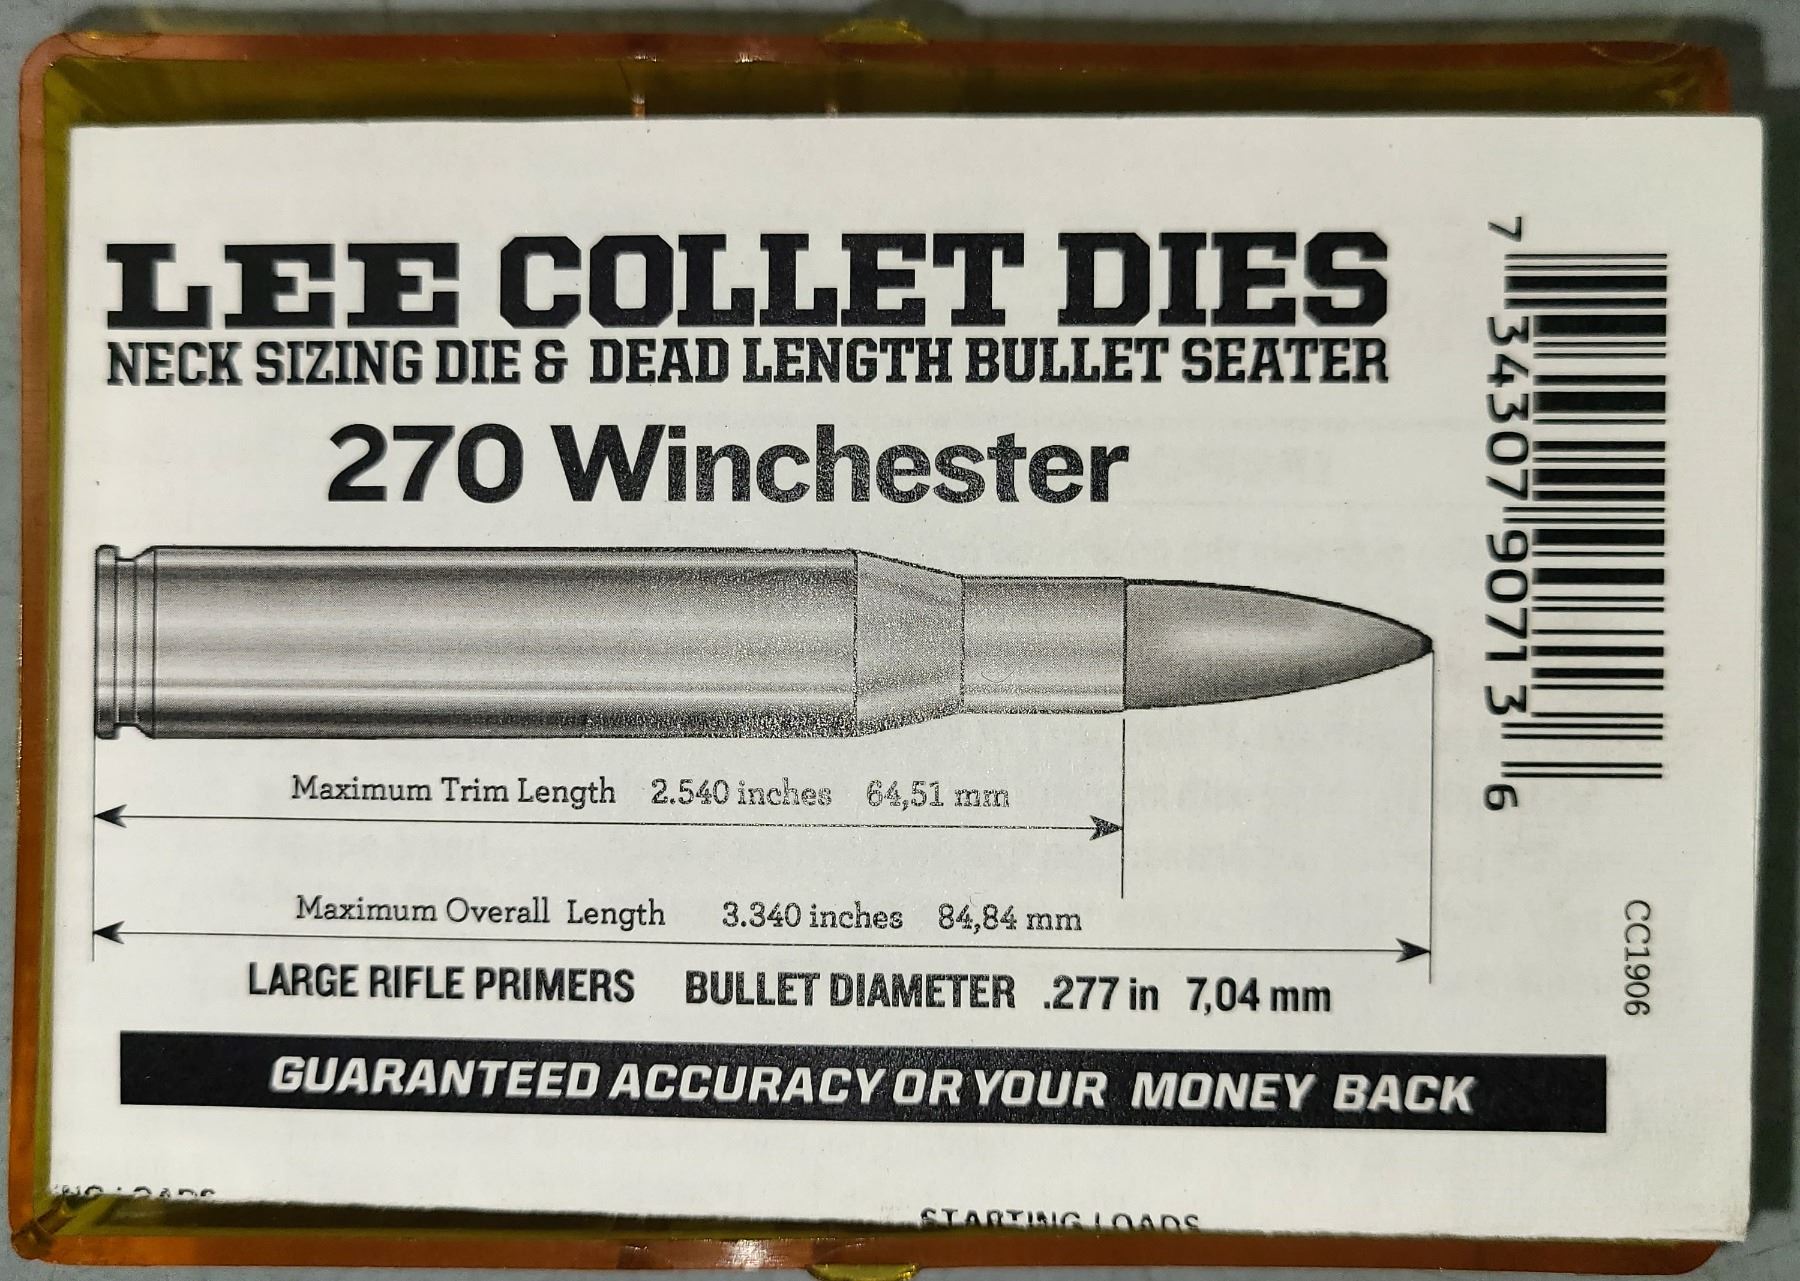 LEE COLLET DIES
NECK SIZING DIE & DEAD LENGTH BULLET SEATER
270 Winchester
Maximum Trim Length 2.540 inches 64,51 mm
Maximum Overall Length 3.340 inches 84,84 mm
LARGE RIFLE PRIMERS BULLET DIAMETER .277 in 7,04 mm
GUARANTEED ACCURACY OR YOUR MONEY BACK
7 34307 90713 6
CC1906
STARTING LOADS